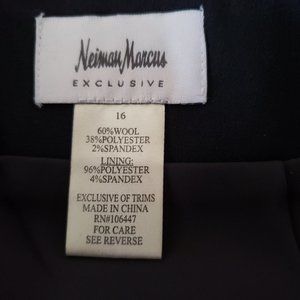 Neiman Marcus
EXCLUSIVE
16
60%WOOL
38%POLYESTER
2%SPANDEX
LINING:
96%POLYESTER
4%SPANDEX
EXCLUSIVE OF TRIMS
MADE IN CHINA
RN#106447
FOR CARE
SEE REVERSE